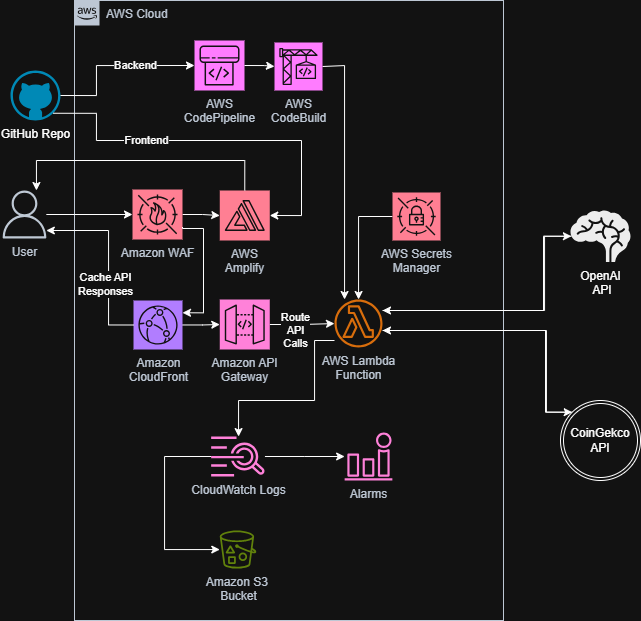 aws
AWS Cloud
Backend
AWS
CodePipeline
AWS
CodeBuild
GitHub Repo
Frontend
User
Amazon WAF
AWS
Amplify
AWS Secrets
Manager
OpenAI
API
Cache API
Responses
Amazon
CloudFront
Amazon API
Gateway
Route
API
Calls
AWS Lambda
Function
CoinGekco
API
CloudWatch Logs
Alarms
Amazon S3
Bucket